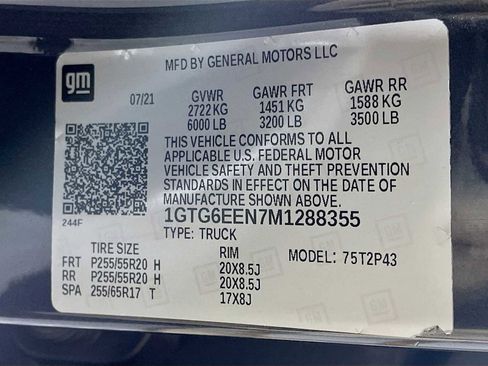 gm
MFD BY GENERAL MOTORS LLC
07/21 GVWR GAWR FRT GAWR RR
2722 KG 1451 KG 1588 KG
6000 LB 3200 LB 3500 LB
THIS VEHICLE CONFORMS TO ALL
APPLICABLE U.S. FEDERAL MOTOR
VEHICLE SAFETY AND THEFT PREVENTION
STANDARDS IN EFFECT ON THE DATE OF
MANUFACTURE SHOWN ABOVE.
244F
1GTG6EEN7M1288355
TYPE: TRUCK
TIRE SIZE RIM MODEL: 75T2P43
FRT P255/55R20 H 20X8.5J
RR P255/55R20 H 20X8.5J
SPA 255/65R17 T 17X8J